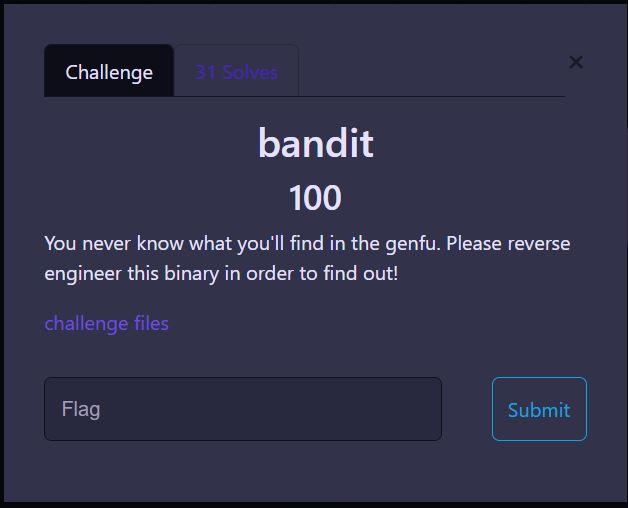 Challenge
31 Solves
×
bandit
100
You never know what you'll find in the genfu. Please reverse
engineer this binary in order to find out!
challenge files
Flag
Submit